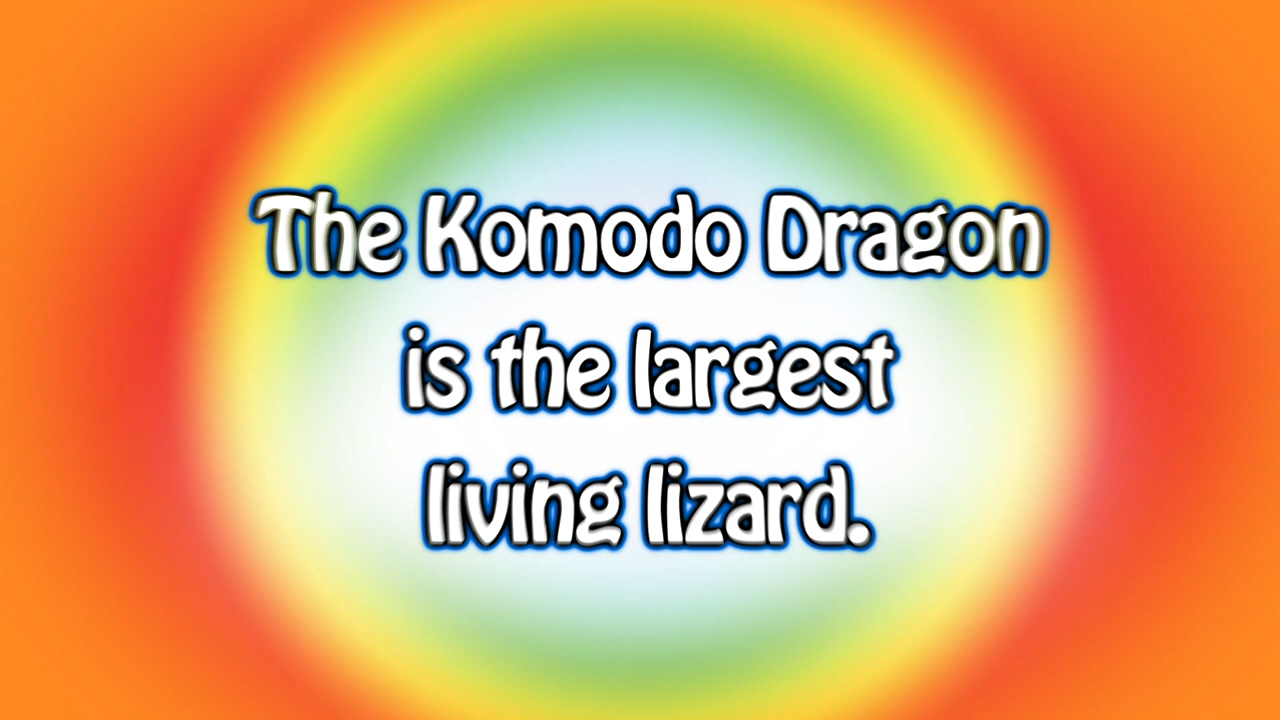 The Komodo Dragon
is the largest
living lizard.